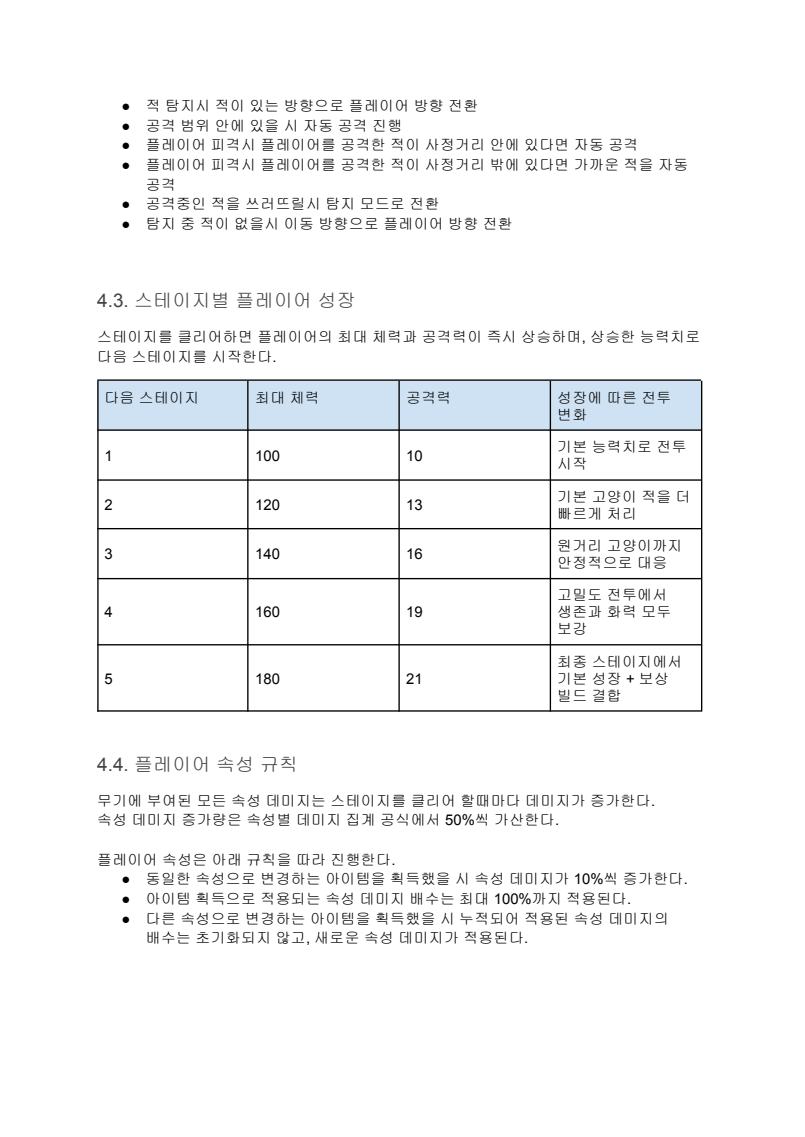 ● 적 탐지시 적이 있는 방향으로 플레이어 방향 전환
● 공격 범위 안에 있을 시 자동 공격 진행
● 플레이어 피격시 플레이어를 공격한 적이 사정거리 안에 있다면 자동 공격
● 플레이어 피격시 플레이어를 공격한 적이 사정거리 밖에 있다면 가까운 적을 자동
공격
● 공격중인 적을 쓰러뜨릴시 탐지 모드로 전환
● 탐지 중 적이 없을시 이동 방향으로 플레이어 방향 전환
4.3. 스테이지별 플레이어 성장
스테이지를 클리어하면 플레이어의 최대 체력과 공격력이 즉시 상승하며, 상승한 능력치로
다음 스테이지를 시작한다.
다음 스테이지 최대 체력 공격력 성장에 따른 전투
변화
1 100 10 기본 능력치로 전투
시작
2 120 13 기본 고양이 적을 더
빠르게 처리
3 140 16 원거리 고양이까지
안정적으로 대응
4 160 19 고밀도 전투에서
생존과 화력 모두
보강
5 180 21 최종 스테이지에서
기본 성장 + 보상
빌드 결합
4.4. 플레이어 속성 규칙
무기에 부여된 모든 속성 데미지는 스테이지를 클리어 할때마다 데미지가 증가한다.
속성 데미지 증가량은 속성별 데미지 집계 공식에서 50%씩 가산한다.
플레이어 속성은 아래 규칙을 따라 진행한다.
● 동일한 속성으로 변경하는 아이템을 획득했을 시 속성 데미지가 10%씩 증가한다.
● 아이템 획득으로 적용되는 속성 데미지 배수는 최대 100%까지 적용된다.
● 다른 속성으로 변경하는 아이템을 획득했을 시 누적되어 적용된 속성 데미지의
배수는 초기화되지 않고, 새로운 속성 데미지가 적용된다.